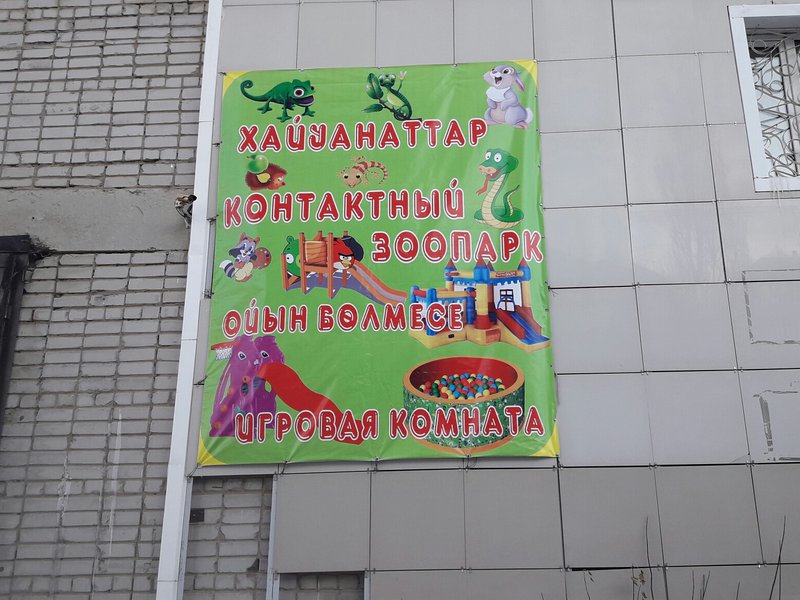 ХАЙУАНАТТАР
КОНТАКТНЫЙ
ЗООПАРК
ОЙЫН БӨЛМЕСЕ
ИГРОВАЯ КОМНАТА